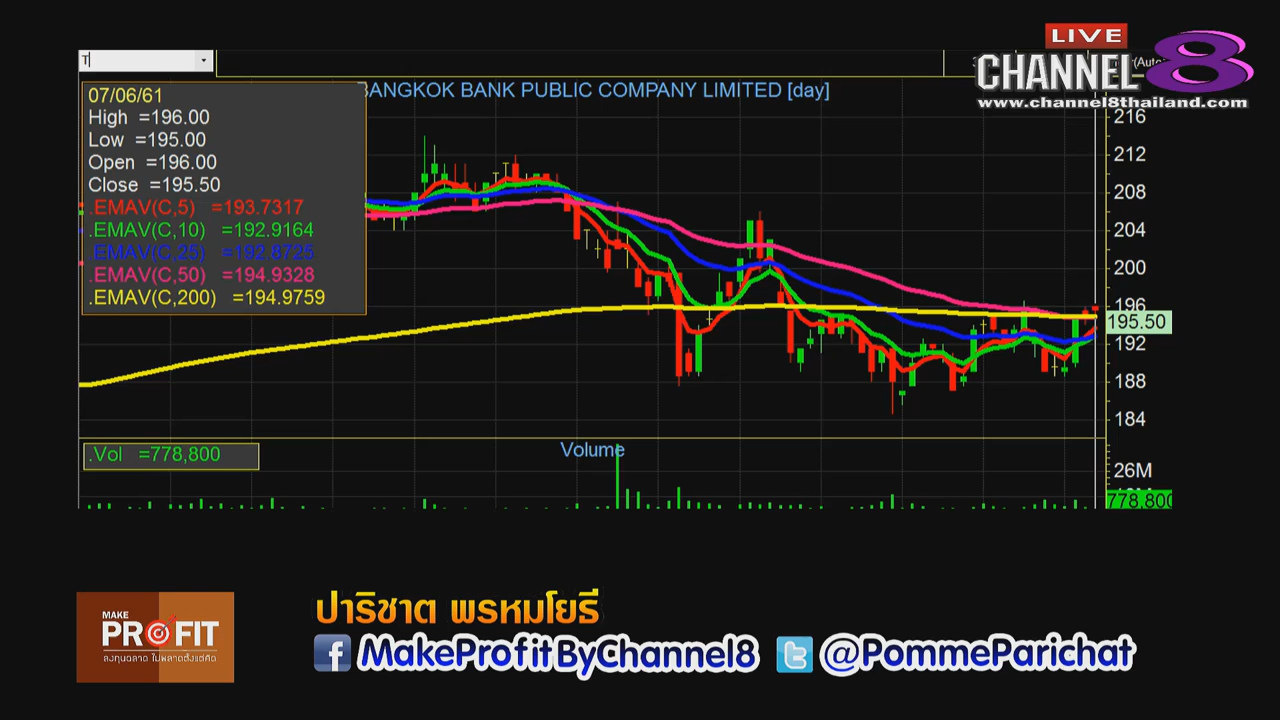 LIVE
CHANNEL 8
www.channel8thailand.com
T
BANGKOK BANK PUBLIC COMPANY LIMITED [day]
07/06/61
High =196.00
Low =195.00
Open =196.00
Close =195.50
.EMAV(C,5) =193.7317
.EMAV(C,10) =192.9164
.EMAV(C,25) =192.8725
.EMAV(C,50) =194.9328
.EMAV(C,200) =194.9759
216
212
208
204
200
196
195.50
192
188
184
.Vol =778,800
Volume
26M
778,800
MAKE
PROFIT
ลงทุนฉลาด ไม่พลาดตั้งแต่คิด
ปาริชาต พรหมโยธี
f MakeProfitByChannel8
@PommeParichat